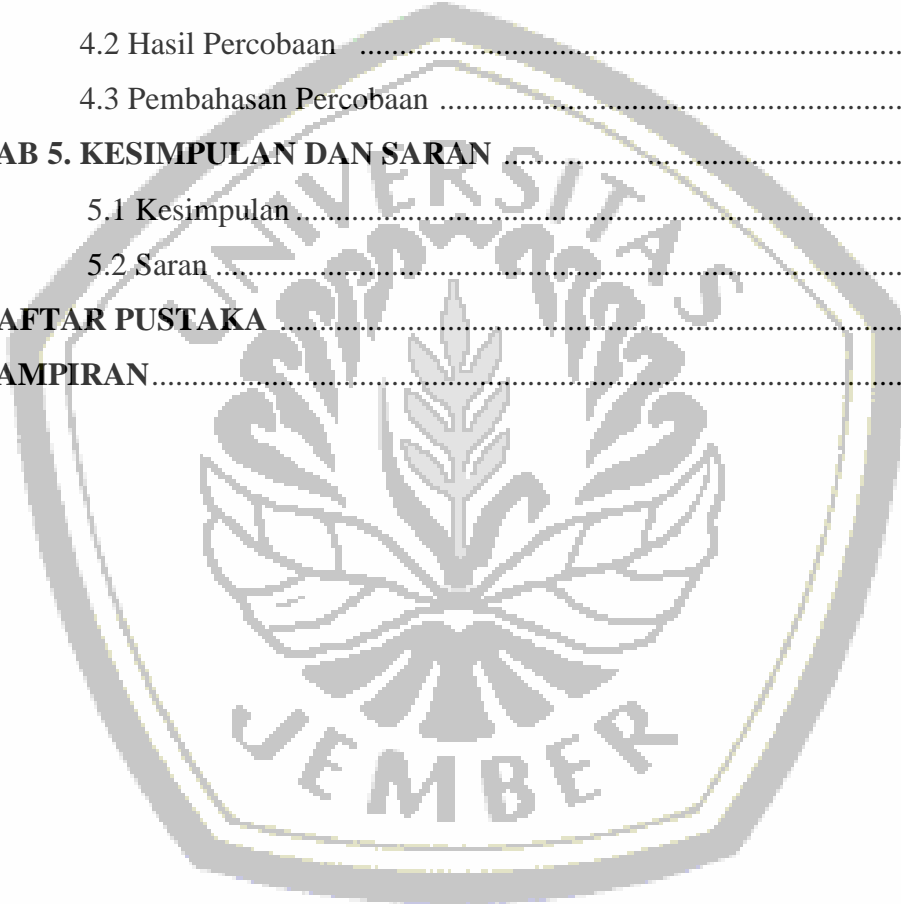 4.2 Hasil Percobaan ........................................................................
4.3 Pembahasan Percobaan ..............................................................
AB 5. KESIMPULAN DAN SARAN ......................................................
5.1 Kesimpulan ................................................................................
5.2 Saran ..........................................................................................
AFTAR PUSTAKA ..................................................................................
AMPIRAN................................................................................................
UNIVERSITAS
JEMBER